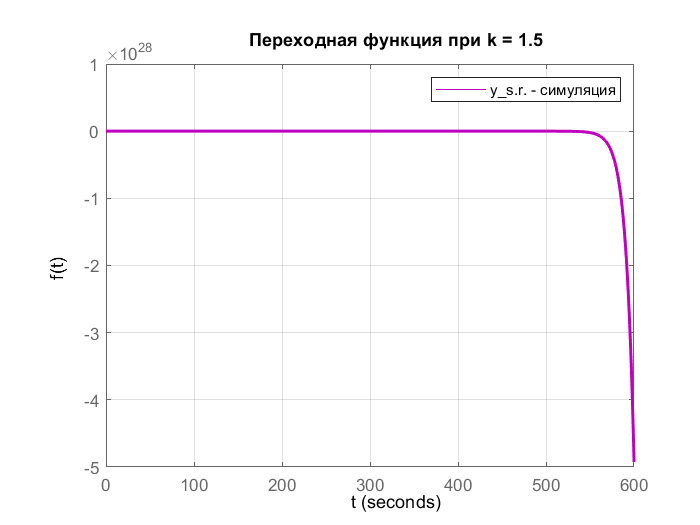 Переходная функция при k = 1.5
×10^28
y_s.r. - симуляция
1
0
-1
-2
-3
-4
-5
f(t)
0 100 200 300 400 500 600
t (seconds)